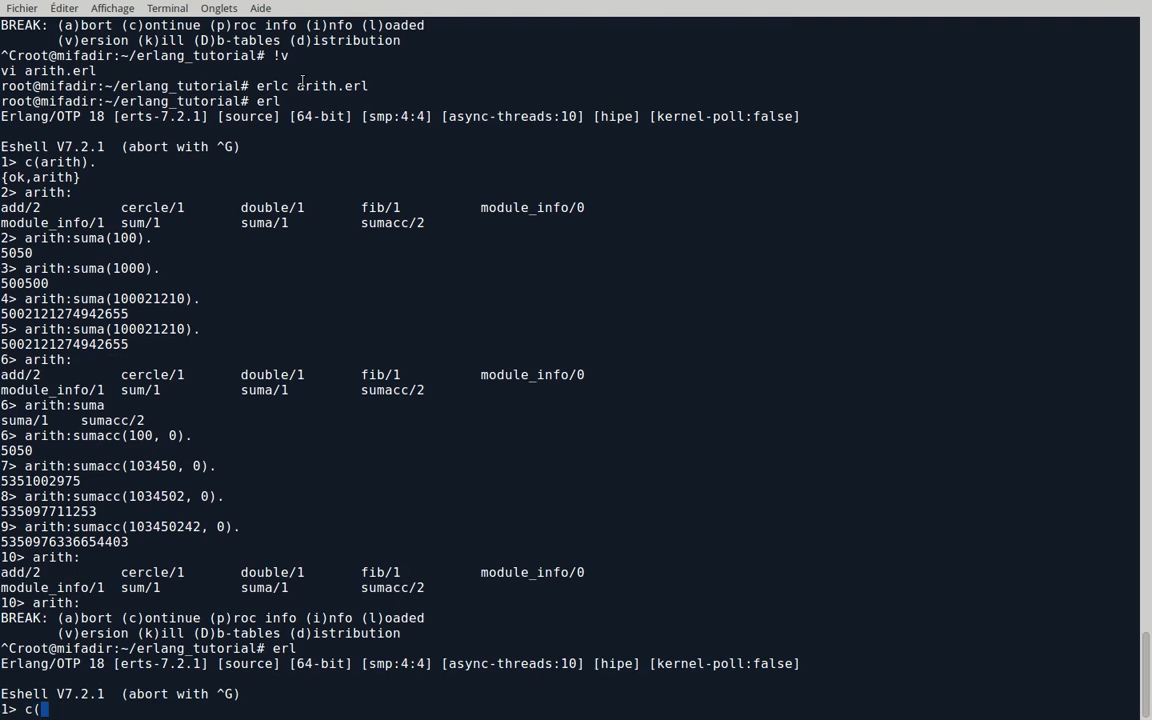 Fichier Éditer Affichage Terminal Onglets Aide
BREAK: (a)bort (c)ontinue (p)roc info (i)nfo (l)oaded
       (v)ersion (k)ill (D)b-tables (d)istribution
^Croot@mifadir:~/erlang_tutorial# !v
vi arith.erl
root@mifadir:~/erlang_tutorial# erlc arith.erl
root@mifadir:~/erlang_tutorial# erl
Erlang/OTP 18 [erts-7.2.1] [source] [64-bit] [smp:4:4] [async-threads:10] [hipe] [kernel-poll:false]

Eshell V7.2.1  (abort with ^G)
1> c(arith).
{ok,arith}
2> arith:
add/2          cercle/1       double/1       fib/1          module_info/0
module_info/1  sum/1          suma/1         sumacc/2
2> arith:suma(100).
5050
3> arith:suma(1000).
500500
4> arith:suma(100021210).
5002121274942655
5> arith:suma(100021210).
5002121274942655
6> arith:
add/2          cercle/1       double/1       fib/1          module_info/0
module_info/1  sum/1          suma/1         sumacc/2
6> arith:suma
suma/1    sumacc/2
6> arith:sumacc(100, 0).
5050
7> arith:sumacc(103450, 0).
5351002975
8> arith:sumacc(1034502, 0).
535097711253
9> arith:sumacc(103450242, 0).
5350976336654403
10> arith:
add/2          cercle/1       double/1       fib/1          module_info/0
module_info/1  sum/1          suma/1         sumacc/2
10> arith:
BREAK: (a)bort (c)ontinue (p)roc info (i)nfo (l)oaded
       (v)ersion (k)ill (D)b-tables (d)istribution
^Croot@mifadir:~/erlang_tutorial# erl
Erlang/OTP 18 [erts-7.2.1] [source] [64-bit] [smp:4:4] [async-threads:10] [hipe] [kernel-poll:false]

Eshell V7.2.1  (abort with ^G)
1> c(